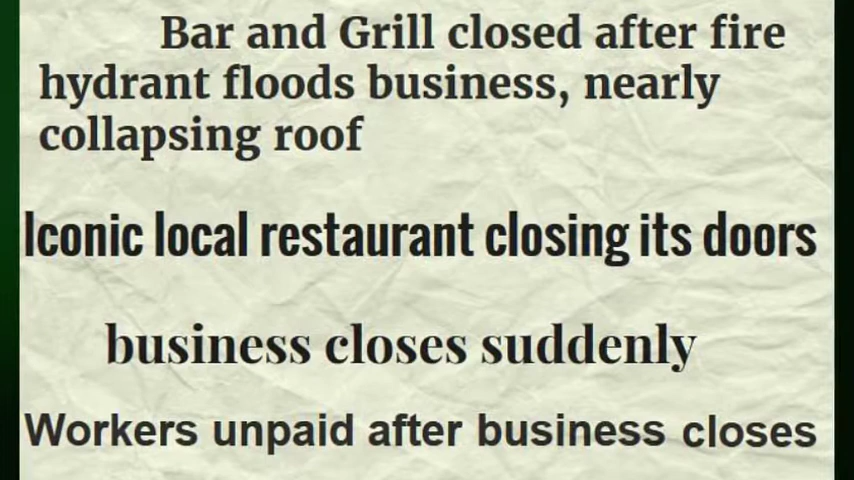 Bar and Grill closed after fire
hydrant floods business, nearly
collapsing roof
Iconic local restaurant closing its doors
business closes suddenly
Workers unpaid after business closes